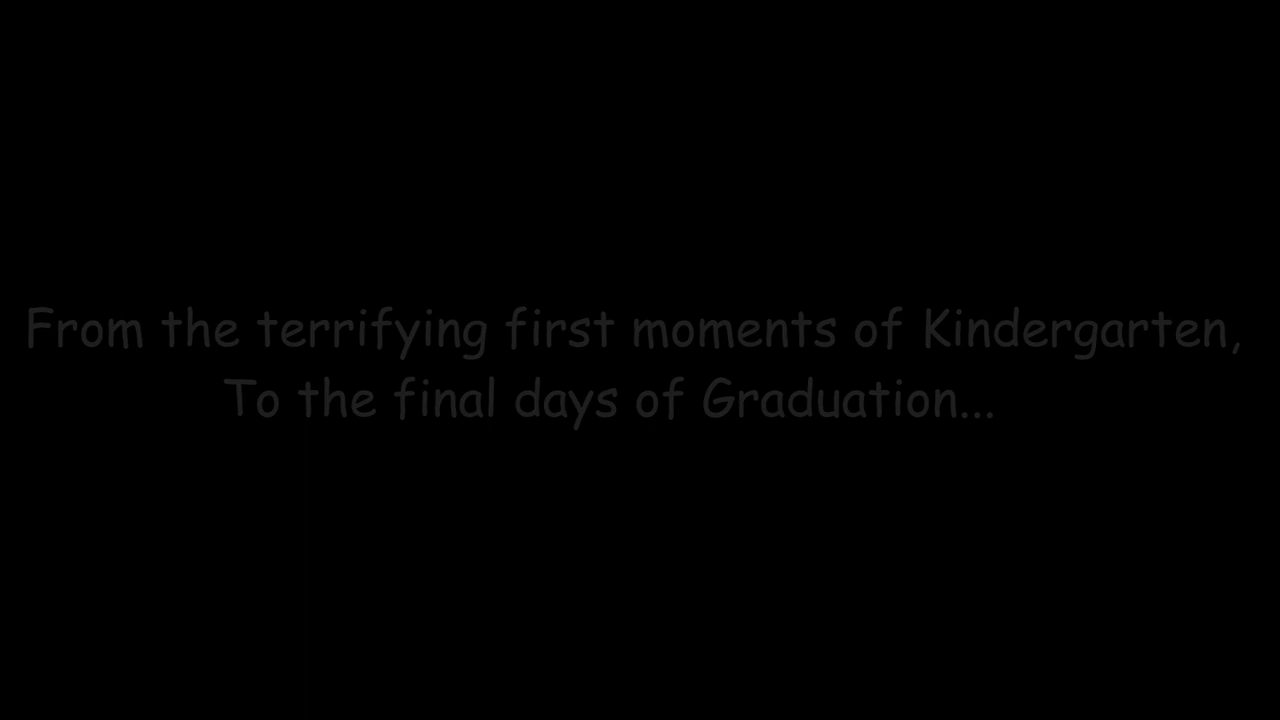 From the terrifying first moments of Kindergarten,
To the final days of Graduation...